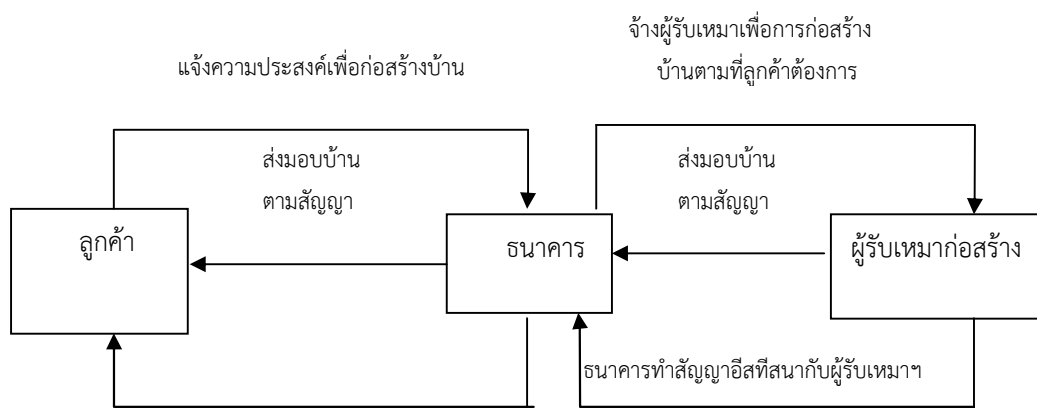 จ้างผู้รับเหมาเพื่อการก่อสร้าง
บ้านตามที่ลูกค้าต้องการ
แจ้งความประสงค์เพื่อก่อสร้างบ้าน
ส่งมอบบ้าน
ตามสัญญา
ส่งมอบบ้าน
ตามสัญญา
ลูกค้า
ธนาคาร
ผู้รับเหมาก่อสร้าง
ธนาคารทำสัญญาอีสทีสนากับผู้รับเหมาฯ